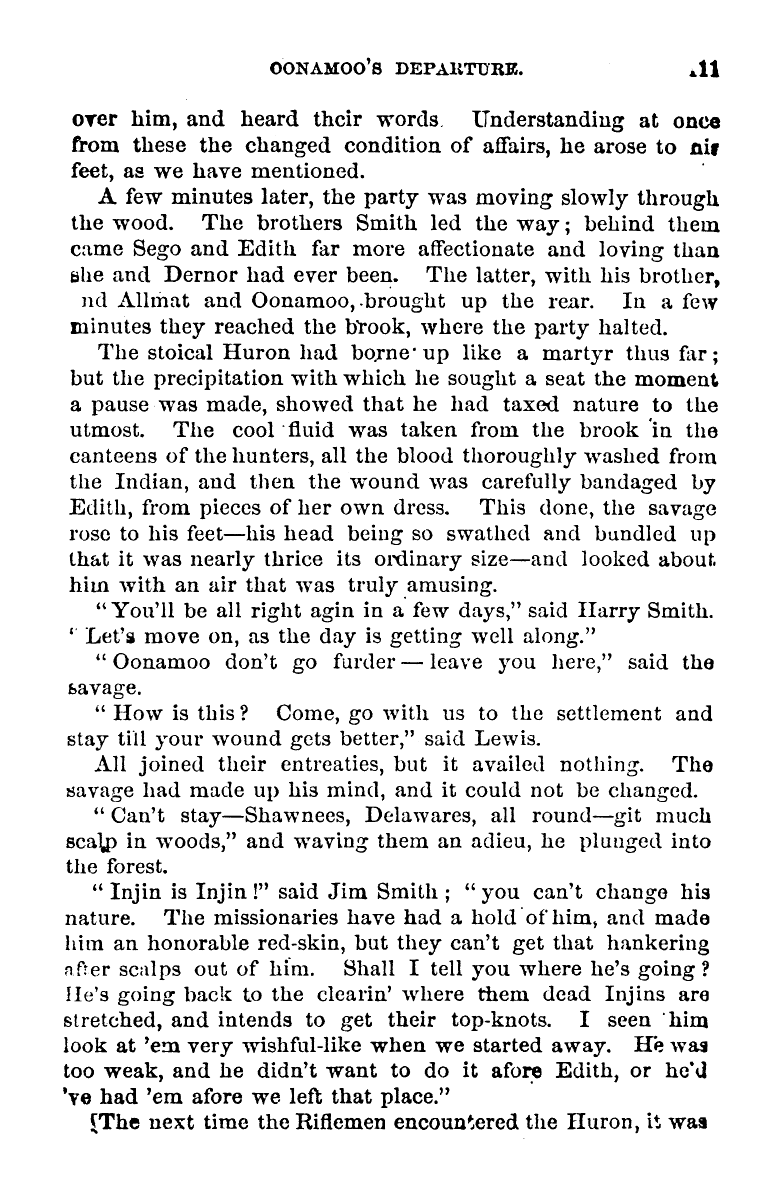 OONAMOO'S DEPARTURE. 11
over him, and heard their words. Understanding at once
from these the changed condition of affairs, he arose to his
feet, as we have mentioned.
A few minutes later, the party was moving slowly through
the wood. The brothers Smith led the way; behind them
came Sego and Edith far more affectionate and loving than
she and Dernor had ever been. The latter, with his brother,
nd Allmat and Oonamoo, brought up the rear. In a few
minutes they reached the brook, where the party halted.
The stoical Huron had borne up like a martyr thus far;
but the precipitation with which he sought a seat the moment
a pause was made, showed that he had taxed nature to the
utmost. The cool fluid was taken from the brook in the
canteens of the hunters, all the blood thoroughly washed from
the Indian, and then the wound was carefully bandaged by
Edith, from pieces of her own dress. This done, the savage
rose to his feet—his head being so swathed and bundled up
that it was nearly thrice its ordinary size—and looked about
him with an air that was truly amusing.
"You'll be all right agin in a few days," said Harry Smith.
' Let's move on, as the day is getting well along."
"Oonamoo don't go furder — leave you here," said the
savage.
"How is this? Come, go with us to the settlement and
stay till your wound gets better," said Lewis.
All joined their entreaties, but it availed nothing. The
savage had made up his mind, and it could not be changed.
"Can't stay—Shawnees, Delawares, all round—git much
scalp in woods," and waving them an adieu, he plunged into
the forest.
"Injin is Injin!" said Jim Smith; "you can't change his
nature. The missionaries have had a hold of him, and made
him an honorable red-skin, but they can't get that hankering
after scalps out of him. Shall I tell you where he's going?
He's going back to the clearin' where them dead Injins are
stretched, and intends to get their top-knots. I seen him
look at 'em very wishful-like when we started away. He was
too weak, and he didn't want to do it afore Edith, or he'd
've had 'em afore we left that place."
[The next time the Riflemen encountered the Huron, it was